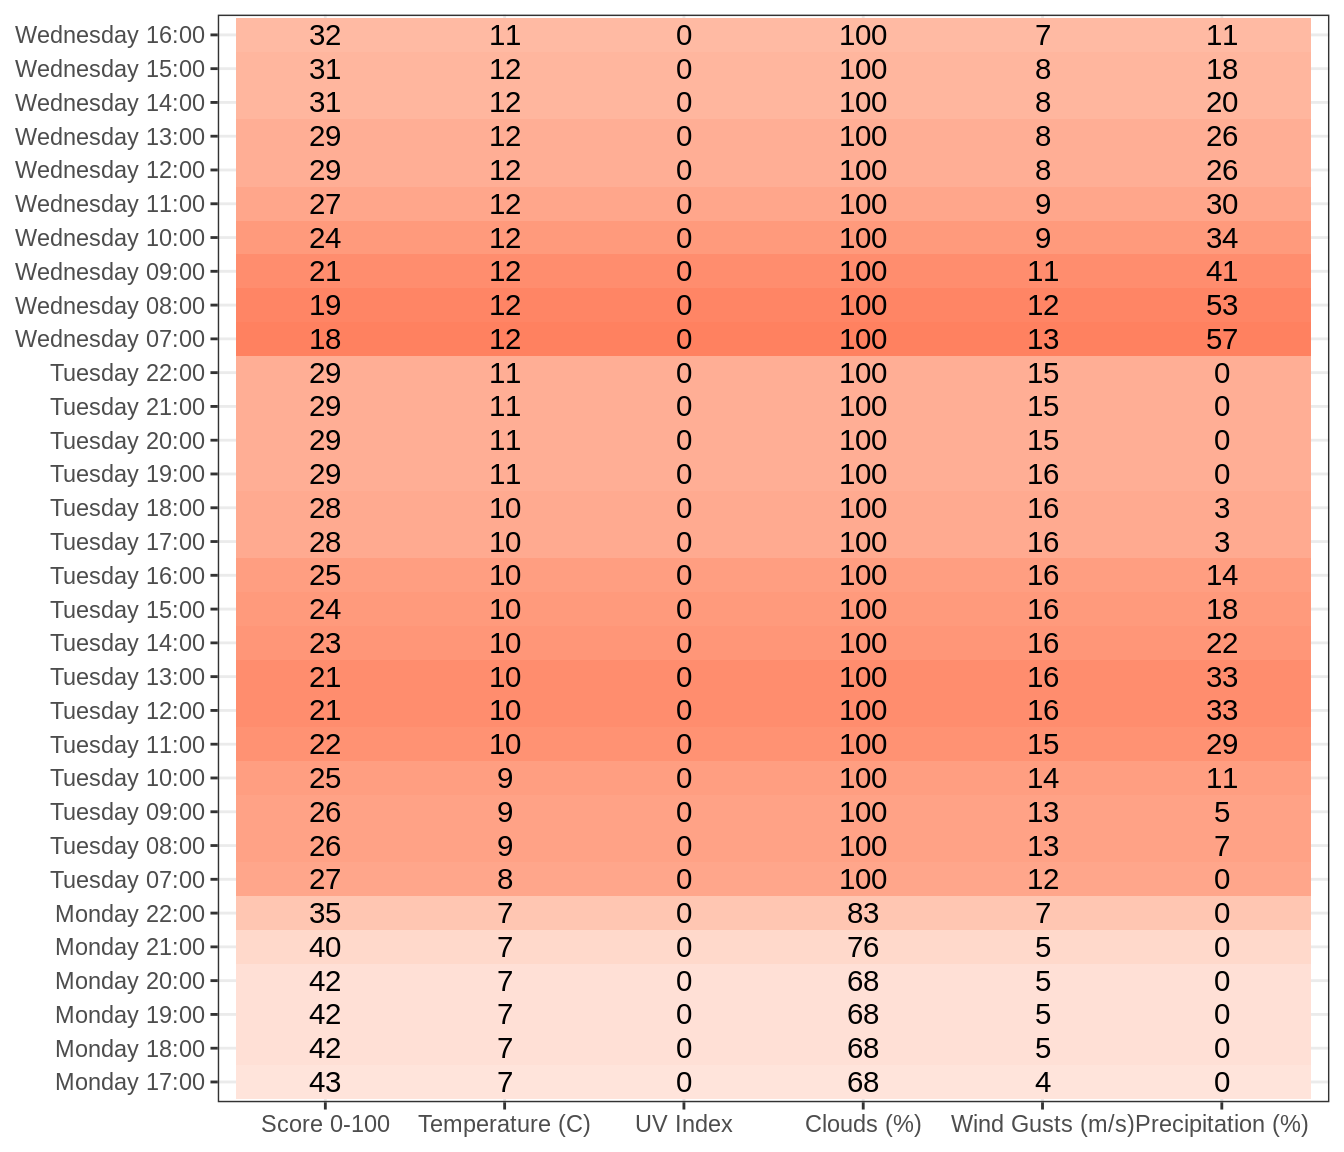 Wednesday 16:00 32 11 0 100 7 11
Wednesday 15:00 31 12 0 100 8 18
Wednesday 14:00 31 12 0 100 8 20
Wednesday 13:00 29 12 0 100 8 26
Wednesday 12:00 29 12 0 100 8 26
Wednesday 11:00 27 12 0 100 9 30
Wednesday 10:00 24 12 0 100 9 34
Wednesday 09:00 21 12 0 100 11 41
Wednesday 08:00 19 12 0 100 12 53
Wednesday 07:00 18 12 0 100 13 57
Tuesday 22:00 29 11 0 100 15 0
Tuesday 21:00 29 11 0 100 15 0
Tuesday 20:00 29 11 0 100 15 0
Tuesday 19:00 29 11 0 100 16 0
Tuesday 18:00 28 10 0 100 16 3
Tuesday 17:00 28 10 0 100 16 3
Tuesday 16:00 25 10 0 100 16 14
Tuesday 15:00 24 10 0 100 16 18
Tuesday 14:00 23 10 0 100 16 22
Tuesday 13:00 21 10 0 100 16 33
Tuesday 12:00 21 10 0 100 16 33
Tuesday 11:00 22 10 0 100 15 29
Tuesday 10:00 25 9 0 100 14 11
Tuesday 09:00 26 9 0 100 13 5
Tuesday 08:00 26 9 0 100 13 7
Tuesday 07:00 27 8 0 100 12 0
Monday 22:00 35 7 0 83 7 0
Monday 21:00 40 7 0 76 5 0
Monday 20:00 42 7 0 68 5 0
Monday 19:00 42 7 0 68 5 0
Monday 18:00 42 7 0 68 5 0
Monday 17:00 43 7 0 68 4 0
Score 0-100 Temperature (C) UV Index Clouds (%) Wind Gusts (m/s) Precipitation (%)